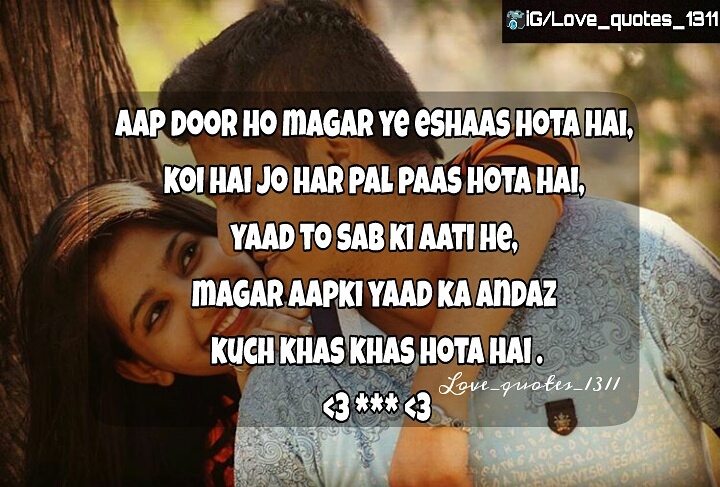 iG/Love_quotes_1311
AAP DOOR HO MAGAR YE ESHAAS HOTA HAI,
KOI HAI JO HAR PAL PAAS HOTA HAI,
YAAD TO SAB KI AATI HE,
MAGAR AAPKI YAAD KA ANDAZ
KUCH KHAS KHAS HOTA HAI .
Love_quotes_1311
<3 *** <3